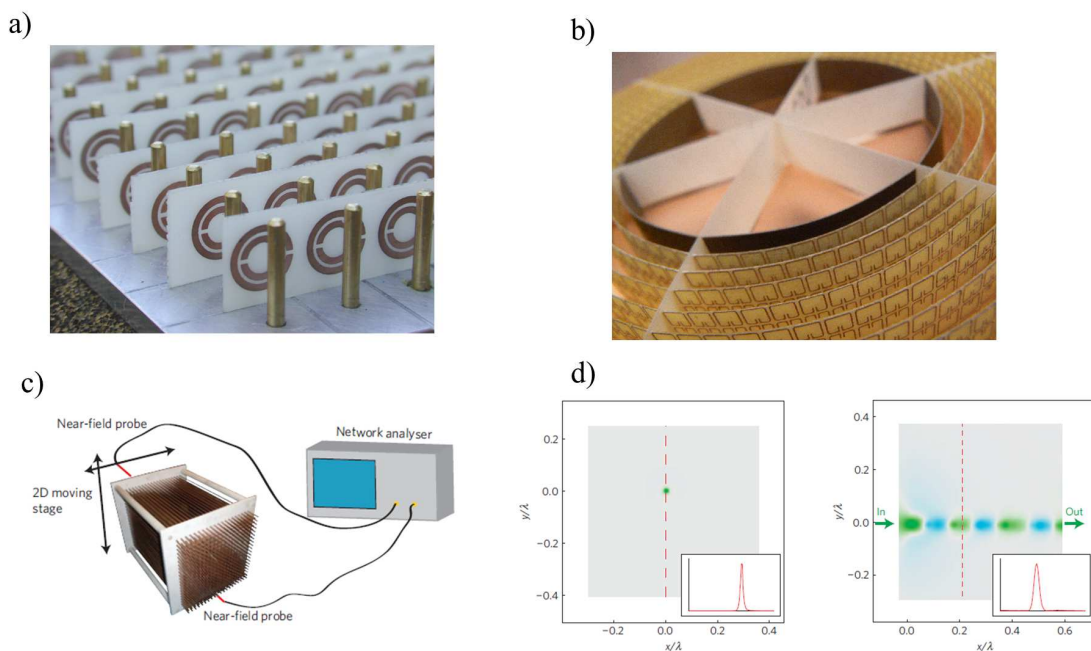 a)
b)
c)
Near-field probe
Network analyser
2D moving
stage
Near-field probe
d)
0.4
0.2
0.0
−0.2
−0.4
y/λ
−0.2
0.0
0.2
0.4
x/λ
0.2
0.0
−0.2
y/λ
In
Out
0.0
0.2
0.4
0.6
x/λ